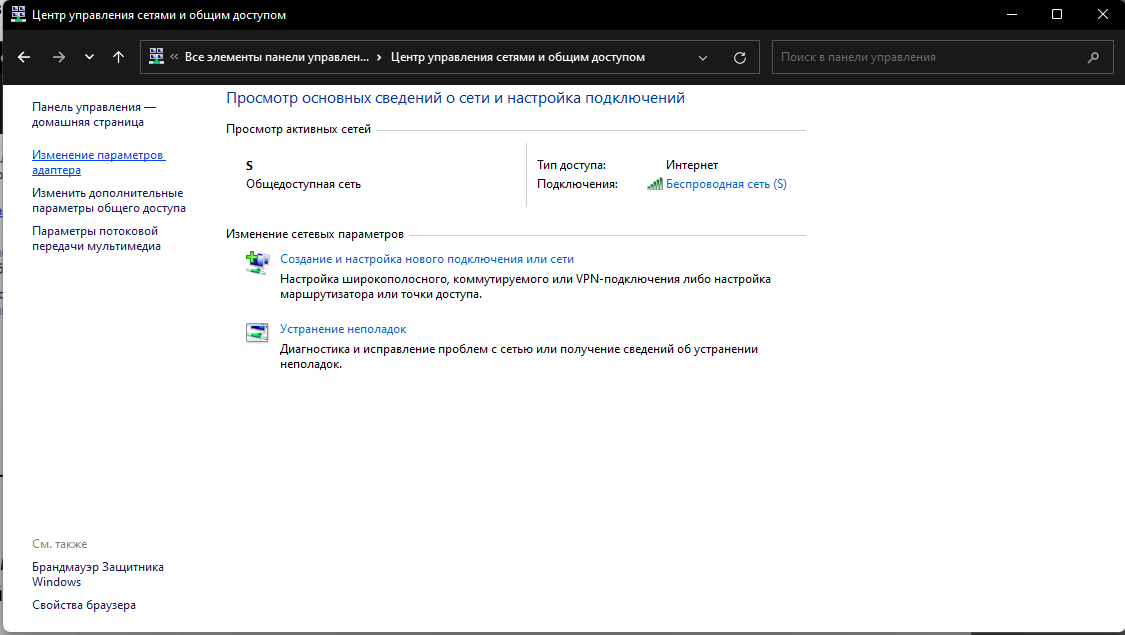 Центр управления сетями и общим доступом
« Все элементы панели управлен... › Центр управления сетями и общим доступом
Поиск в панели управления
Панель управления —
домашняя страница
Изменение параметров
адаптера
Изменить дополнительные
параметры общего доступа
Параметры потоковой
передачи мультимедиа
Просмотр основных сведений о сети и настройка подключений
Просмотр активных сетей
S
Общедоступная сеть
Тип доступа: Интернет
Подключения: Беспроводная сеть (S)
Изменение сетевых параметров
Создание и настройка нового подключения или сети
Настройка широкополосного, коммутируемого или VPN-подключения либо настройка
маршрутизатора или точки доступа.
Устранение неполадок
Диагностика и исправление проблем с сетью или получение сведений об устранении
неполадок.
См. также
Брандмауэр Защитника
Windows
Свойства браузера